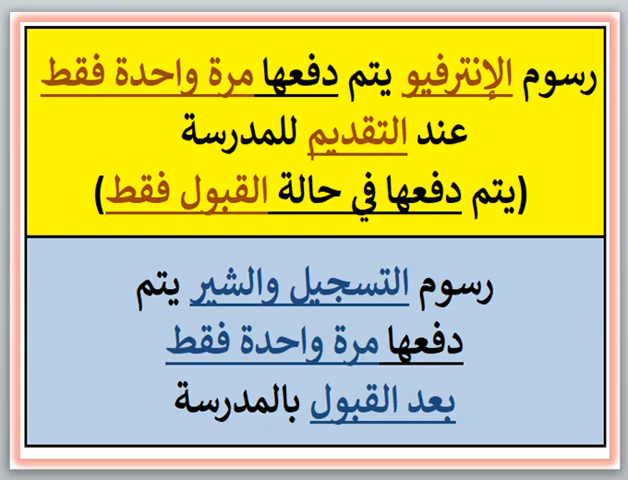 رسوم الإنترفيو يتم دفعها مرة واحدة فقط
عند التقديم للمدرسة
(يتم دفعها في حالة القبول فقط)
رسوم التسجيل والشير يتم
دفعها مرة واحدة فقط
بعد القبول بالمدرسة